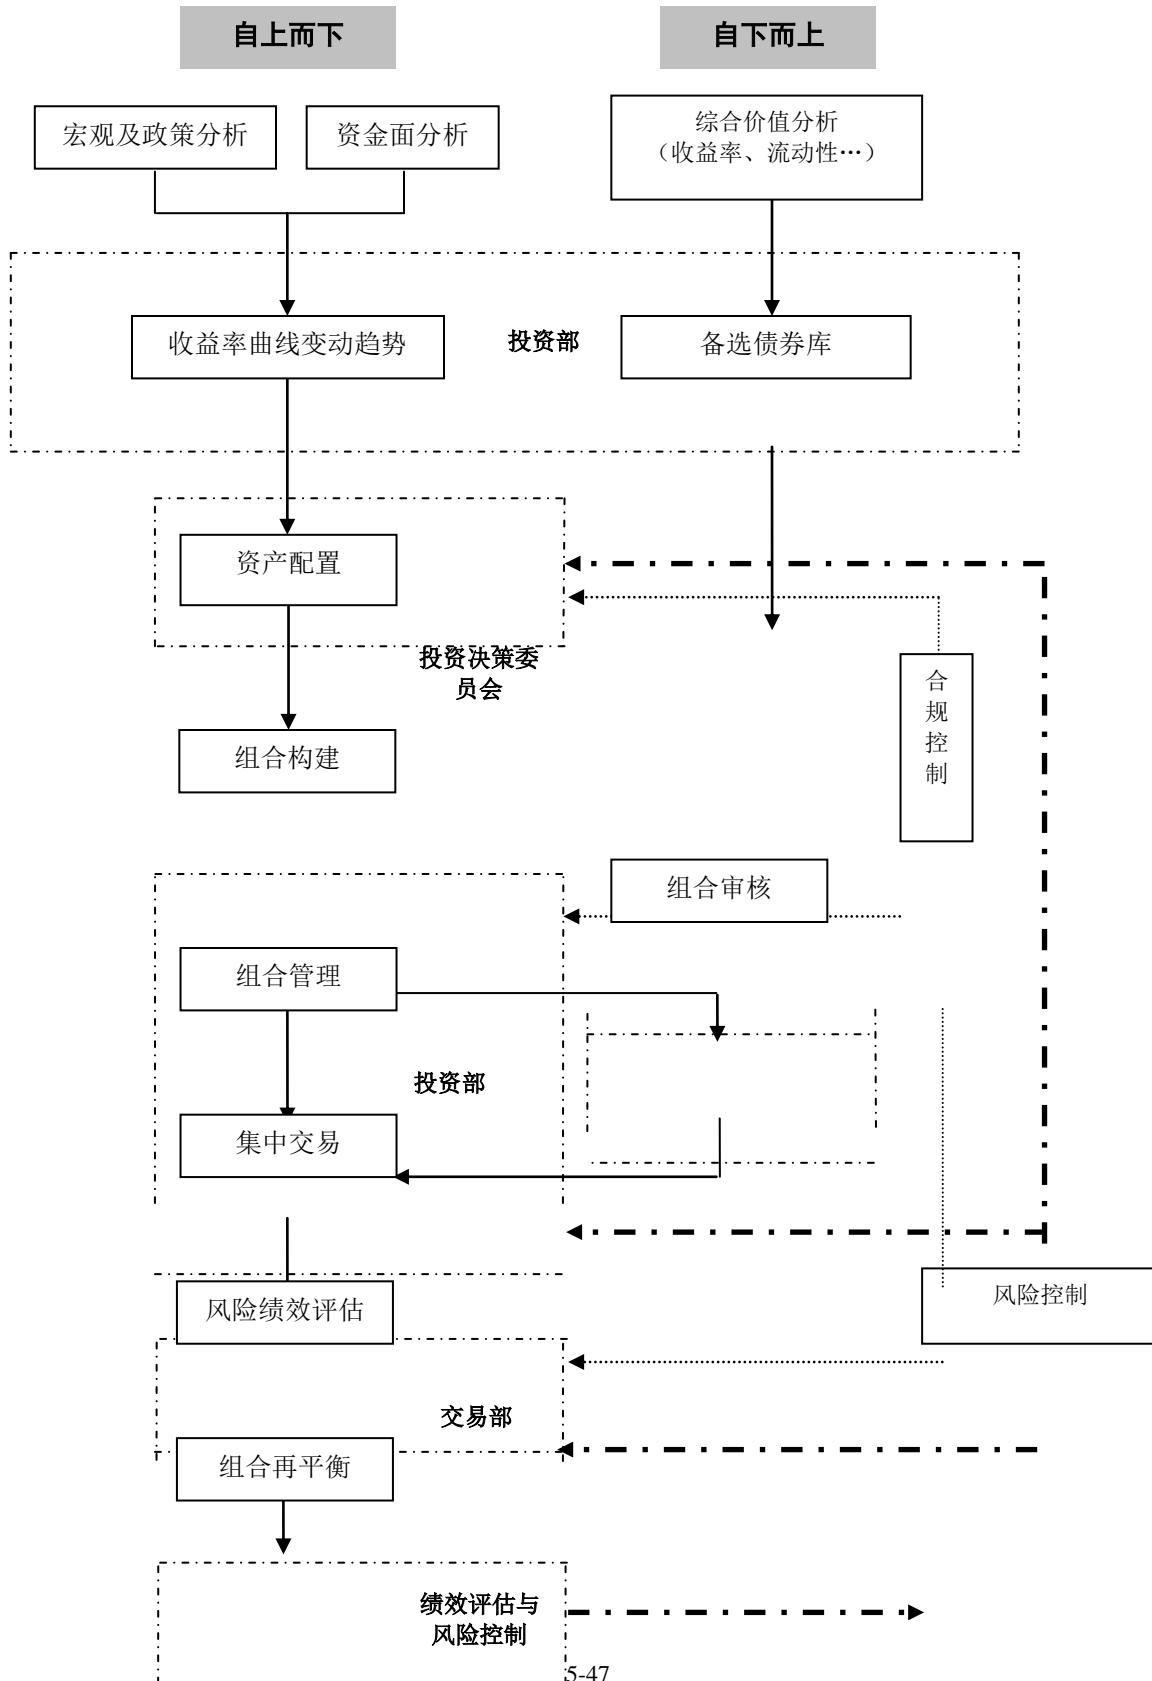 自上而下
自下而上
宏观及政策分析
资金面分析
综合价值分析
（收益率、流动性…）
收益率曲线变动趋势
投资部
备选债券库
资产配置
投资决策委
员会
合
规
控
制
组合构建
组合审核
组合管理
投资部
集中交易
风险绩效评估
风险控制
交易部
组合再平衡
绩效评估与
风险控制
5-47